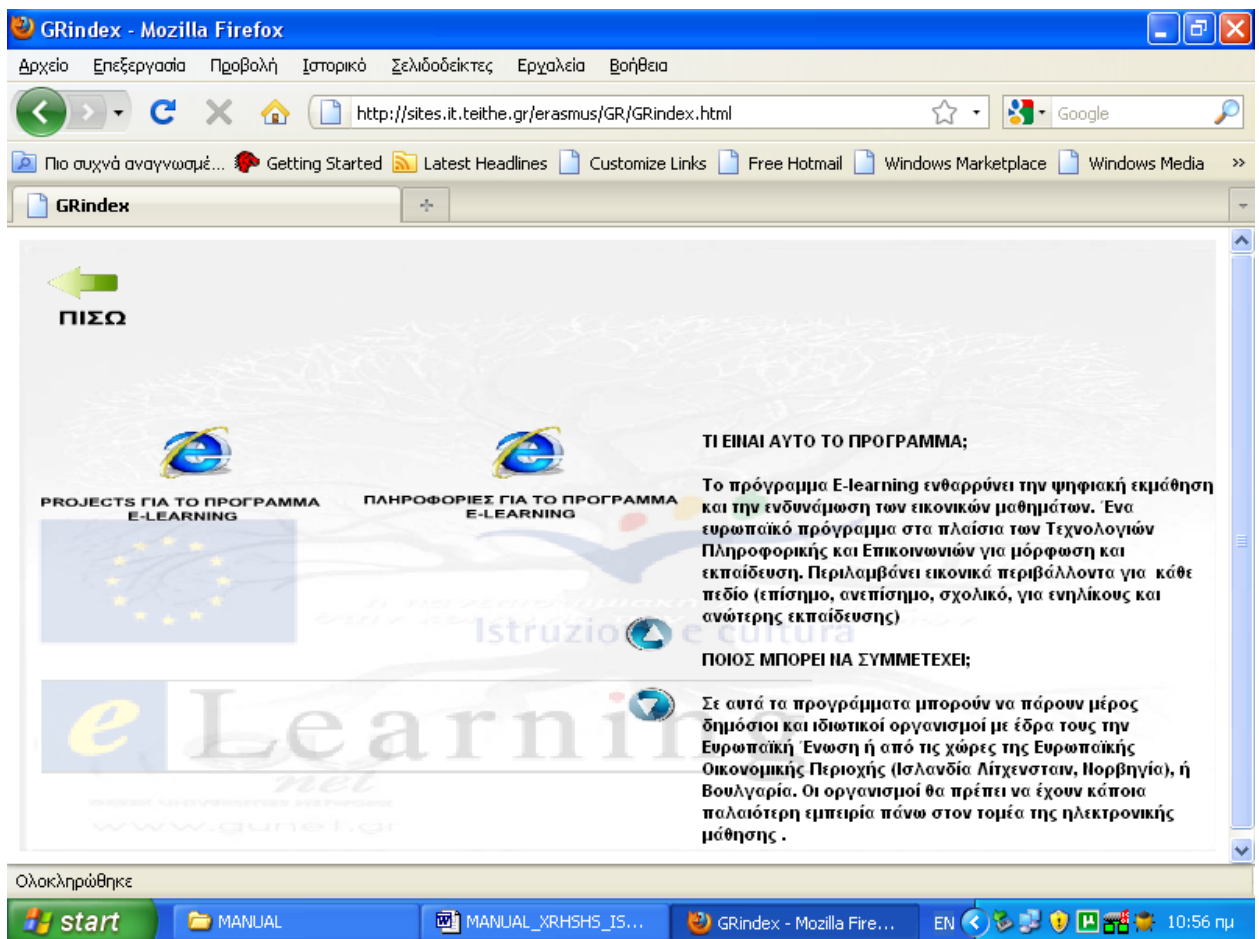 GRindex - Mozilla Firefox
Αρχείο Επεξεργασία Προβολή Ιστορικό Σελιδοδείκτες Εργαλεία Βοήθεια
http://sites.it.teithe.gr/erasmus/GR/GRindex.html Google
Πιο συχνά αναγνωσμέ... Getting Started Latest Headlines Customize Links Free Hotmail Windows Marketplace Windows Media »
GRindex
ΠΙΣΩ
PROJECTS ΓΙΑ ΤΟ ΠΡΟΓΡΑΜΜΑ
E-LEARNING
ΠΛΗΡΟΦΟΡΙΕΣ ΓΙΑ ΤΟ ΠΡΟΓΡΑΜΜΑ
E-LEARNING
ΤΙ ΕΙΝΑΙ ΑΥΤΟ ΤΟ ΠΡΟΓΡΑΜΜΑ;
Το πρόγραμμα E-learning ενθαρρύνει την ψηφιακή εκμάθηση
και την ενδυνάμωση των εικονικών μαθημάτων. Ένα
ευρωπαϊκό πρόγραμμα στα πλαίσια των Τεχνολογιών
Πληροφορικής και Επικοινωνιών για μόρφωση και
εκπαίδευση. Περιλαμβάνει εικονικά περιβάλλοντα για κάθε
πεδίο (επίσημο, ανεπίσημο, σχολικό, για ενηλίκους και
ανώτερης εκπαίδευσης)
ΠΟΙΟΣ ΜΠΟΡΕΙ ΝΑ ΣΥΜΜΕΤΕΧΕΙ;
Σε αυτά τα προγράμματα μπορούν να πάρουν μέρος
δημόσιοι και ιδιωτικοί οργανισμοί με έδρα τους την
Ευρωπαϊκή Ένωση ή από τις χώρες της Ευρωπαϊκής
Οικονομικής Περιοχής (Ισλανδία Λίτχενσταιν, Νορβηγία), ή
Βουλγαρία. Οι οργανισμοί θα πρέπει να έχουν κάποια
παλαιότερη εμπειρία πάνω στον τομέα της ηλεκτρονικής
μάθησης .
Istruzione e cultura
e Learning
net
www.gunet.gr
Ολοκληρώθηκε
start MANUAL MANUAL_XRHSHS_IS... GRindex - Mozilla Fire... EN 10:56 πμ